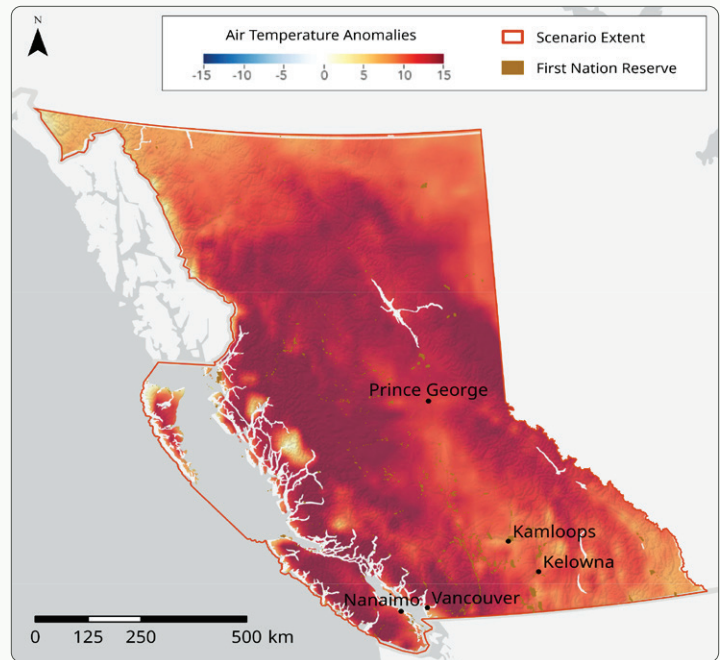 N
Air Temperature Anomalies
-15 -10 -5 0 5 10 15
Scenario Extent
First Nation Reserve
Prince George
Kamloops
Kelowna
Nanaimo
Vancouver
0 125 250 500 km